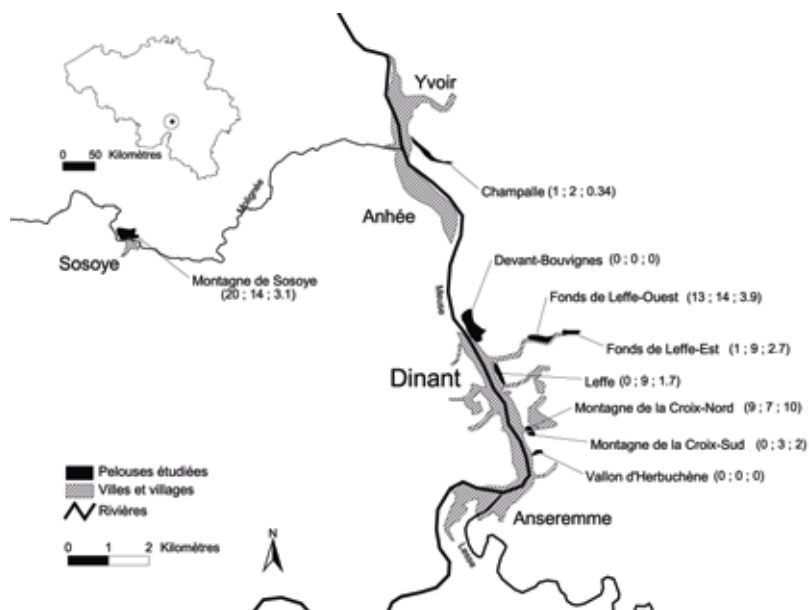 Yvoir
0 50 Kilomètres
Champalle (1 ; 2 ; 0.34)
Molignée
Anhée
Sosoye
Montagne de Sosoye
(20 ; 14 ; 3.1)
Devant-Bouvignes (0 ; 0 ; 0)
Meuse
Fonds de Leffe-Ouest (13 ; 14 ; 3.9)
Fonds de Leffe-Est (1 ; 9 ; 2.7)
Dinant
Leffe (0 ; 9 ; 1.7)
Montagne de la Croix-Nord (9 ; 7 ; 10)
Montagne de la Croix-Sud (0 ; 3 ; 2)
Vallon d'Herbuchène (0 ; 0 ; 0)
Pelouses étudiées
Villes et villages
Rivières
Anseremme
Lesse
N
0 1 2 Kilomètres